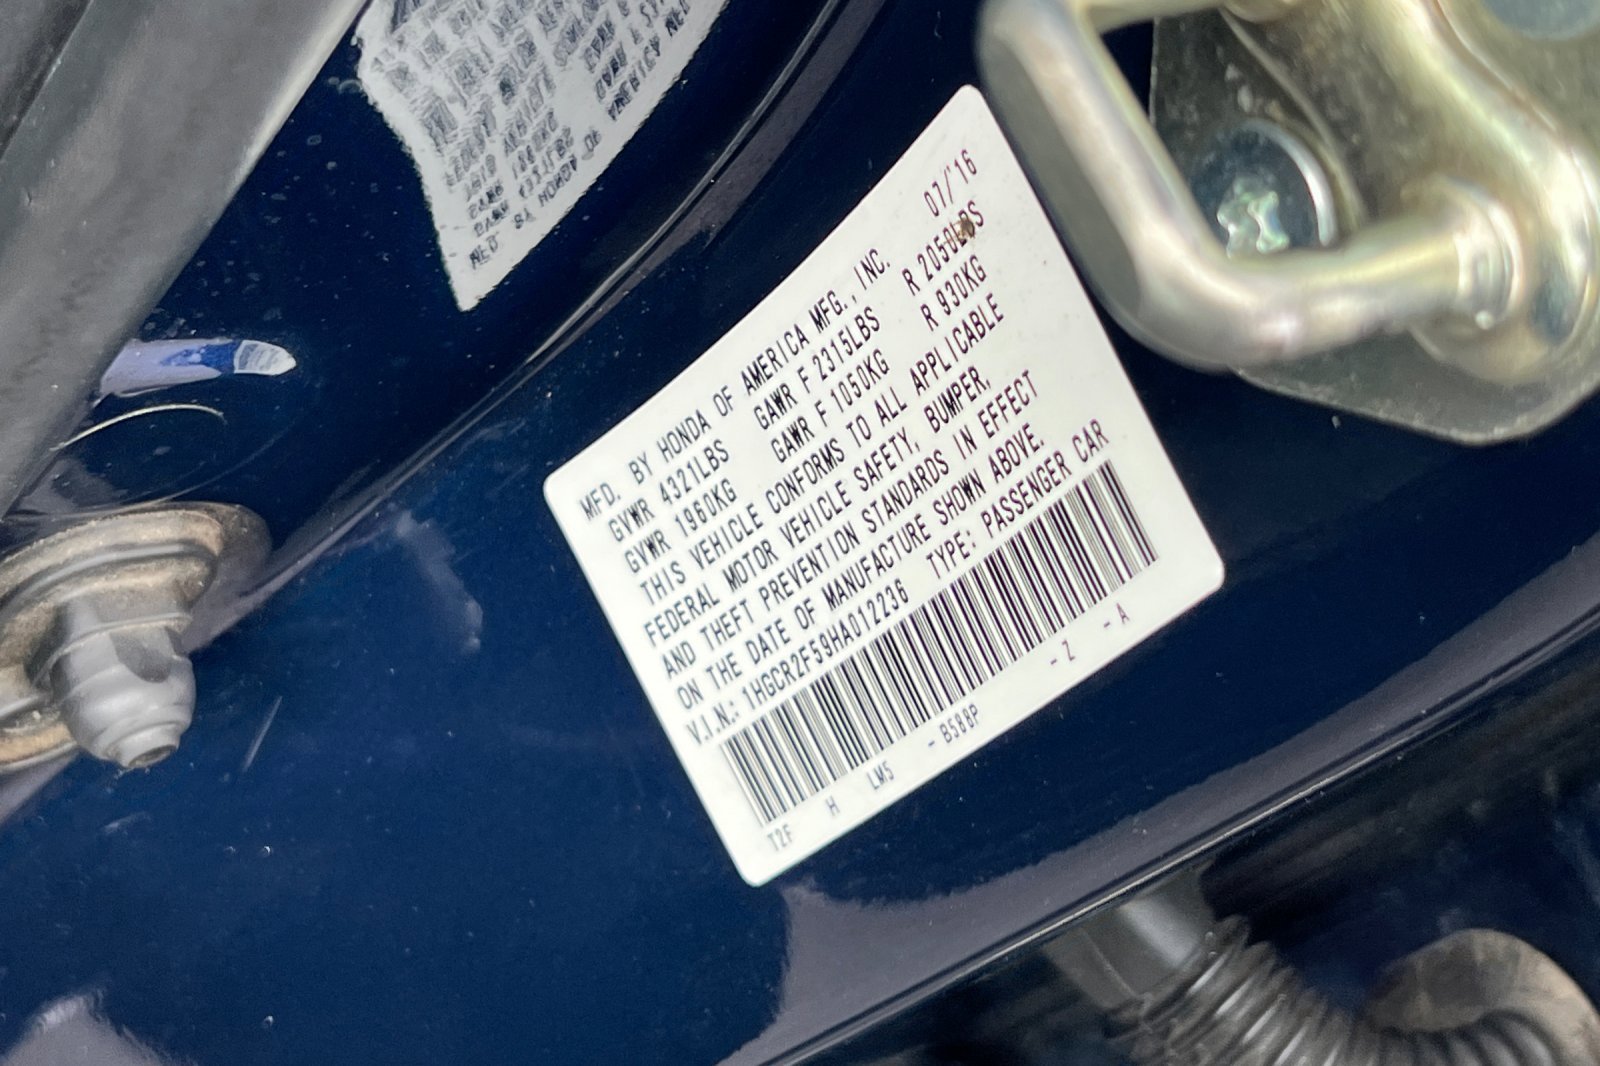 MFD. BY HONDA OF AMERICA MFG., INC. 07/'16
GVWR 4321LBS GAWR F 2315LBS R 2050LBS
GVWR 1960KG GAWR F 1050KG R 930KG
THIS VEHICLE CONFORMS TO ALL APPLICABLE
FEDERAL MOTOR VEHICLE SAFETY, BUMPER,
AND THEFT PREVENTION STANDARDS IN EFFECT
ON THE DATE OF MANUFACTURE SHOWN ABOVE.
V.I.N.: 1HGCR2F59HA012236 TYPE: PASSENGER CAR
T2F H LM5 -B588P -Z -A